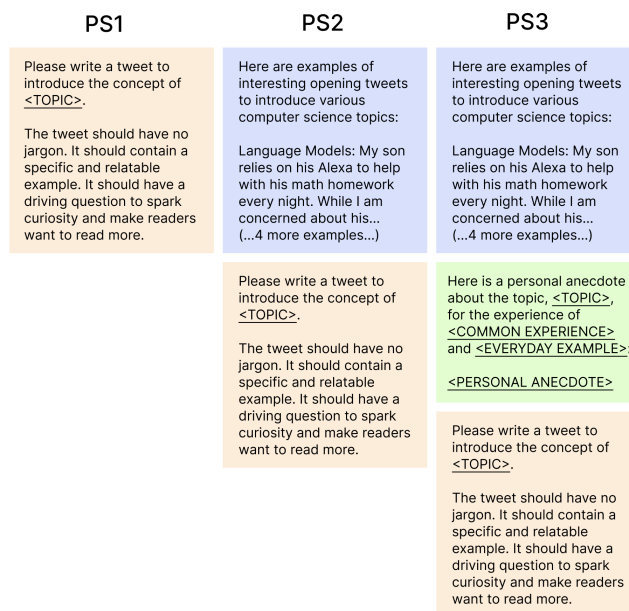 PS1
Please write a tweet to
introduce the concept of
<TOPIC>.
The tweet should have no
jargon. It should contain a
specific and relatable
example. It should have a
driving question to spark
curiosity and make readers
want to read more.
PS2
Here are examples of
interesting opening tweets
to introduce various
computer science topics:
Language Models: My son
relies on his Alexa to help
with his math homework
every night. While I am
concerned about his...
(...4 more examples...)
Please write a tweet to
introduce the concept of
<TOPIC>.
The tweet should have no
jargon. It should contain a
specific and relatable
example. It should have a
driving question to spark
curiosity and make readers
want to read more.
PS3
Here are examples of
interesting opening tweets
to introduce various
computer science topics:
Language Models: My son
relies on his Alexa to help
with his math homework
every night. While I am
concerned about his...
(...4 more examples...)
Here is a personal anecdote
about the topic, <TOPIC>,
for the experience of
<COMMON EXPERIENCE>
and <EVERYDAY EXAMPLE>:
<PERSONAL ANECDOTE>
Please write a tweet to
introduce the concept of
<TOPIC>.
The tweet should have no
jargon. It should contain a
specific and relatable
example. It should have a
driving question to spark
curiosity and make readers
want to read more.